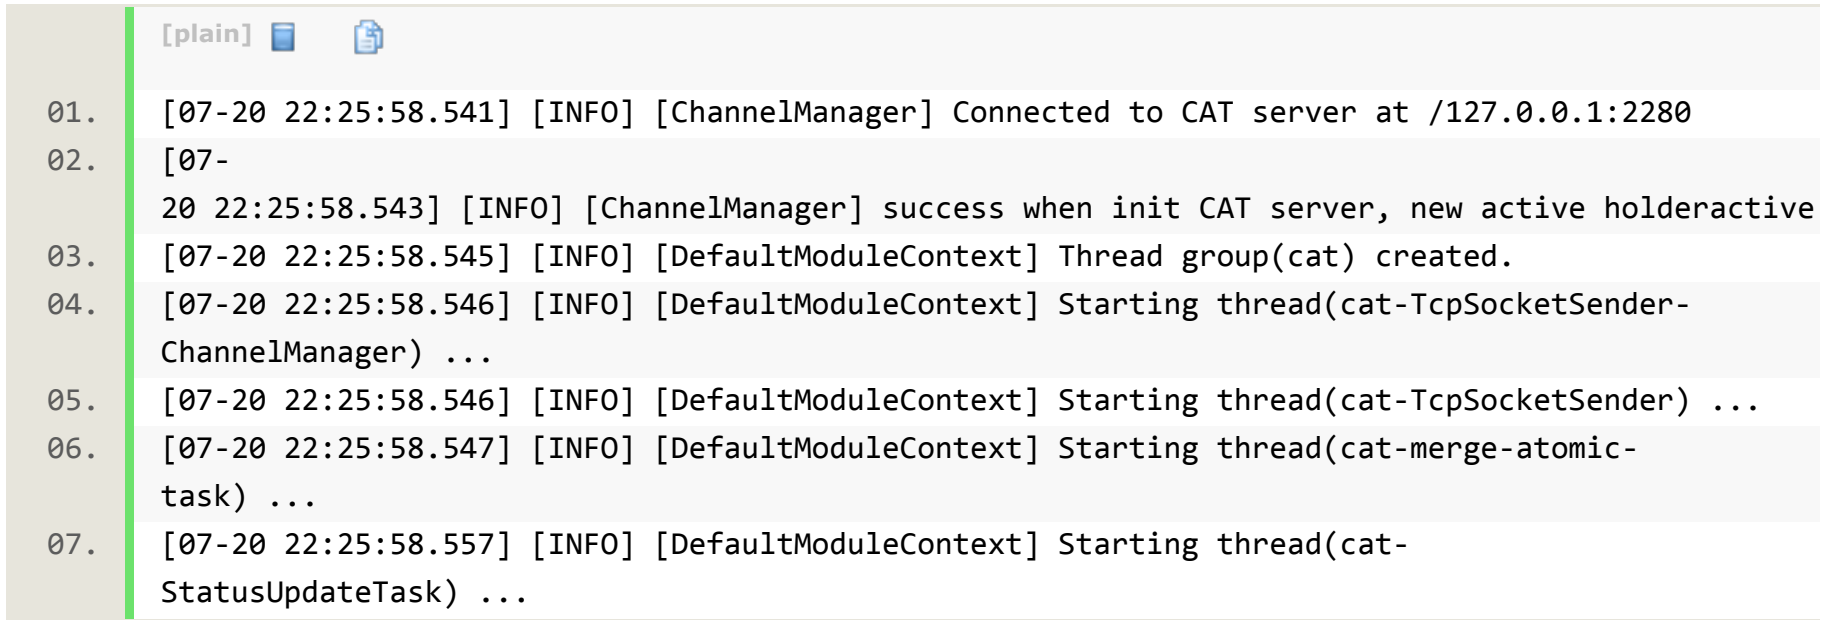 [plain]
01. [07-20 22:25:58.541] [INFO] [ChannelManager] Connected to CAT server at /127.0.0.1:2280
02. [07-
20 22:25:58.543] [INFO] [ChannelManager] success when init CAT server, new active holderactive
03. [07-20 22:25:58.545] [INFO] [DefaultModuleContext] Thread group(cat) created.
04. [07-20 22:25:58.546] [INFO] [DefaultModuleContext] Starting thread(cat-TcpSocketSender-
ChannelManager) ...
05. [07-20 22:25:58.546] [INFO] [DefaultModuleContext] Starting thread(cat-TcpSocketSender) ...
06. [07-20 22:25:58.547] [INFO] [DefaultModuleContext] Starting thread(cat-merge-atomic-
task) ...
07. [07-20 22:25:58.557] [INFO] [DefaultModuleContext] Starting thread(cat-
StatusUpdateTask) ...